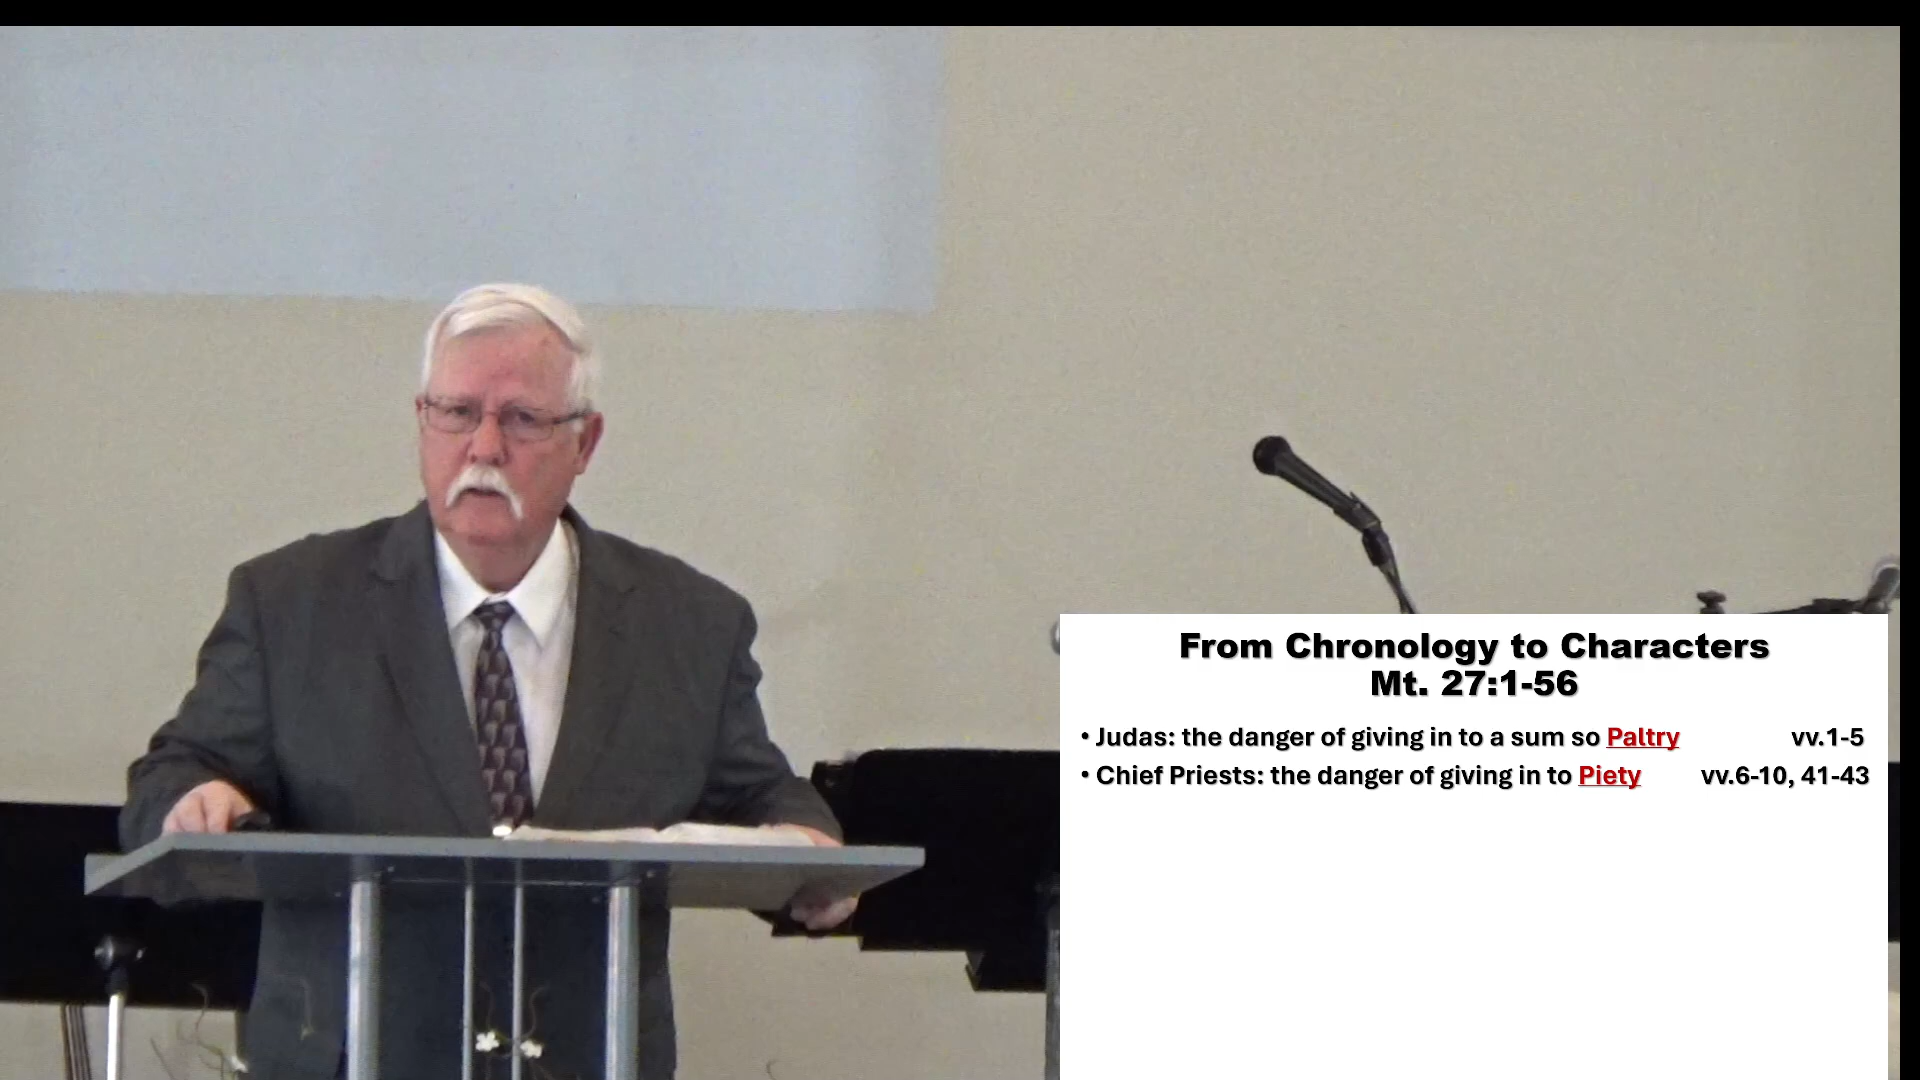 From Chronology to Characters
Mt. 27:1-56
• Judas: the danger of giving in to a sum so Paltry vv.1-5
• Chief Priests: the danger of giving in to Piety vv.6-10, 41-43